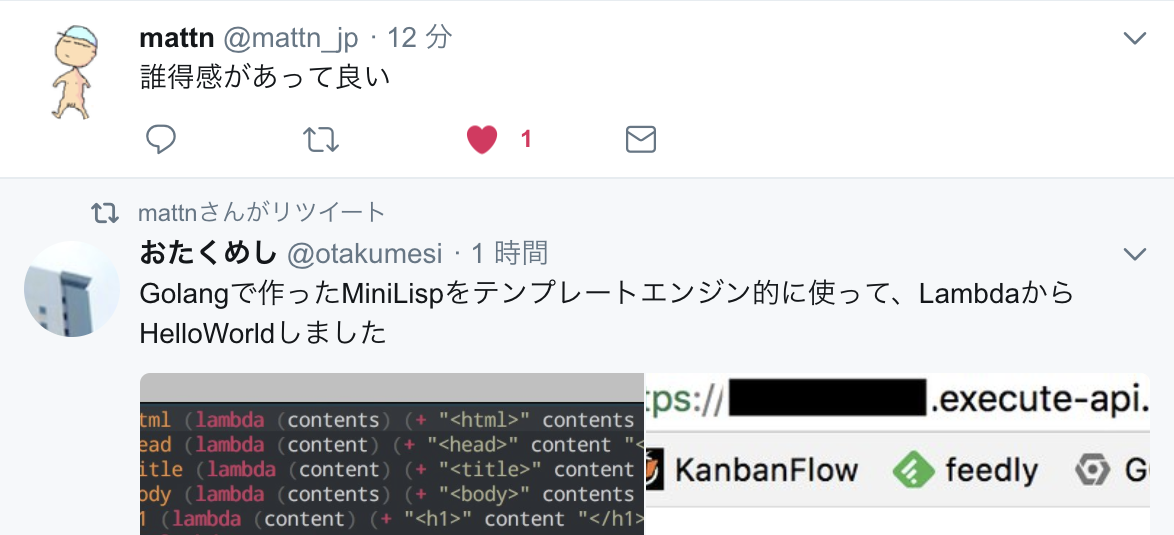 mattn @mattn_jp · 12 分
誰得感があって良い
1
mattnさんがリツイート
おたくめし @otakumesi · 1 時間
Golangで作ったMiniLispをテンプレートエンジン的に使って、Lambdaから
HelloWorldしました
tml (lambda (contents) (+ "<html>" contents
ead (lambda (content) (+ "<head>" content "<
itle (lambda (content) (+ "<title>" content
ody (lambda (contents) (+ "<body>" contents
1 (lambda (content) (+ "<h1>" content "</h1>
tps://
.execute-api.
KanbanFlow
feedly
G